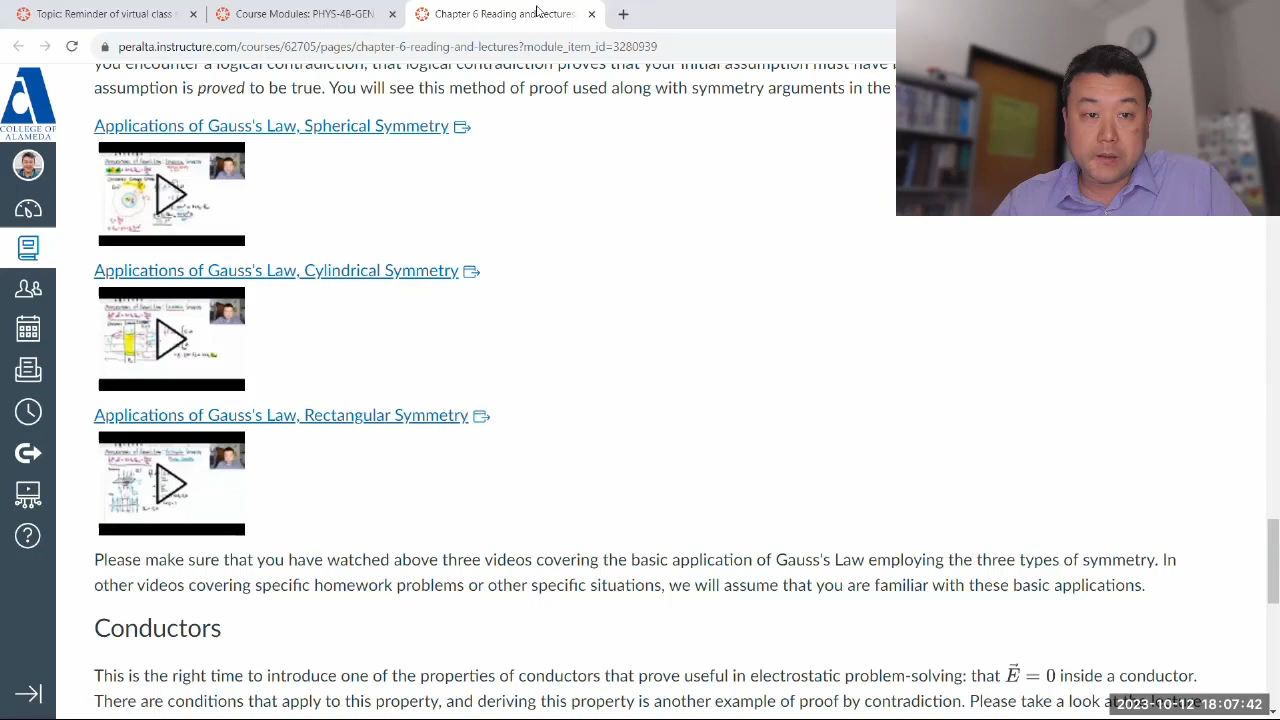 Topic: Reminder of virtual class
Course Modules: PHYS-4B-GEN
Chapter 6 Reading and Lectures
peralta.instructure.com/courses/62705/pages/chapter-6-reading-and-lectures?module_item_id=3280939
you encounter a logical contradiction, that logical contradiction proves that your initial assumption must have
assumption is proved to be true. You will see this method of proof used along with symmetry arguments in the
COLLEGE OF
ALAMEDA
Applications of Gauss's Law, Spherical Symmetry
Applications of Gauss's Law, Cylindrical Symmetry
Applications of Gauss's Law, Rectangular Symmetry
Please make sure that you have watched above three videos covering the basic application of Gauss's Law employing the three types of symmetry. In
other videos covering specific homework problems or other specific situations, we will assume that you are familiar with these basic applications.
Conductors
This is the right time to introduce one of the properties of conductors that prove useful in electrostatic problem-solving: that E⃗ = 0 inside a conductor.
There are conditions that apply to this property, and deriving this property is another example of proof by contradiction. Please take a look at
2023-10-12 18:07:42